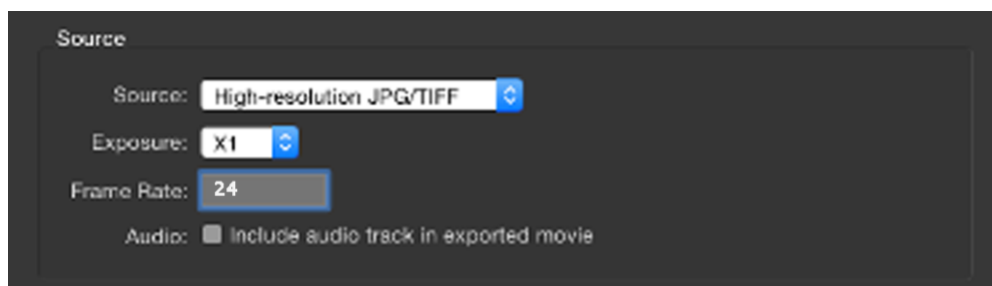 Source
Source: High-resolution JPG/TIFF
Exposure: X1
Frame Rate: 24
Audio: Include audio track in exported movie